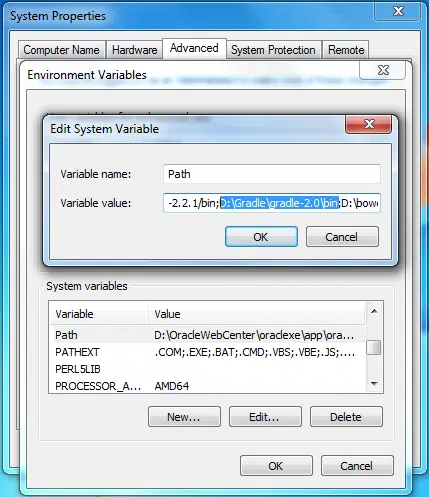 System Properties
Computer Name Hardware Advanced System Protection Remote
Environment Variables
Edit System Variable
Variable name: Path
Variable value: -2.2.1/bin;D:\Gradle\gradle-2.0\bin;D:\bowe
OK Cancel
System variables
Variable Value
Path D:\OracleWebCenter\oraclexe\app\ora...
PATHEXT .COM;.EXE;.BAT;.CMD;.VBS;.VBE;.JS;....
PERL5LIB
PROCESSOR_A... AMD64
New... Edit... Delete
OK Cancel